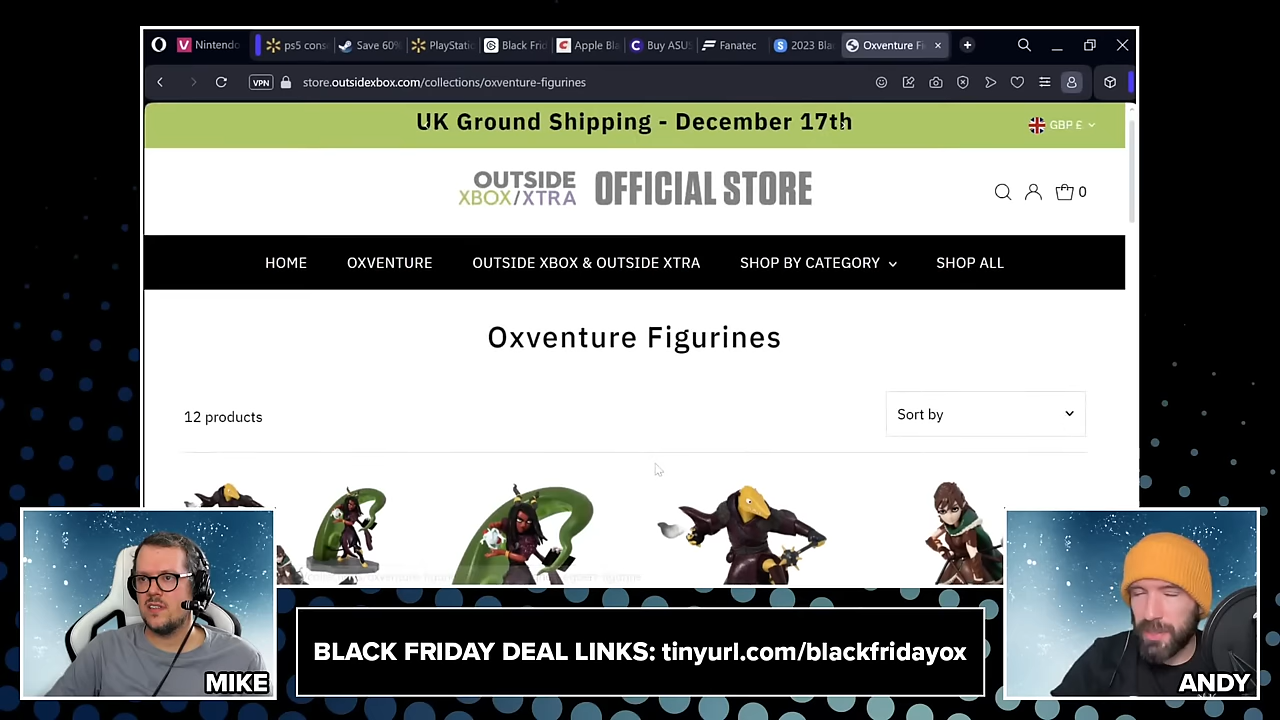 Nintendo
ps5 cons
Save 60%
PlayStatio
Black Frid
Apple Bla
Buy ASUS
Fanatec
2023 Bla
Oxventure Fi
VPN
store.outsidexbox.com/collections/oxventure-figurines
UK Ground Shipping - December 17th
GBP £
OUTSIDE
XBOX/XTRA
OFFICIAL STORE
0
HOME
OXVENTURE
OUTSIDE XBOX & OUTSIDE XTRA
SHOP BY CATEGORY
SHOP ALL
Oxventure Figurines
12 products
Sort by
BLACK FRIDAY DEAL LINKS: tinyurl.com/blackfridayox
MIKE
ANDY